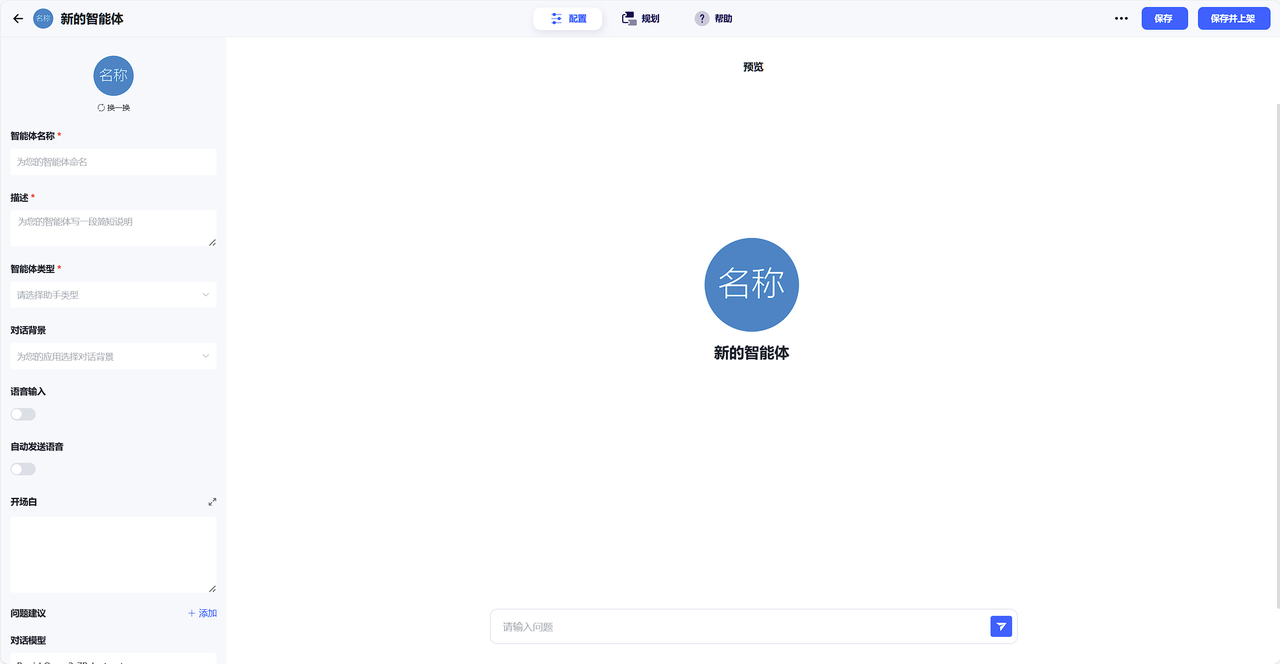 名称 新的智能体 配置 规划 ? 帮助 ••• 保存 保存并上架
名称
换一换
预览
智能体名称 *
为您的智能体命名
描述 *
为您的智能体写一段简短说明
智能体类型 *
请选择助手类型
对话背景
为您的应用选择对话背景
语音输入
自动发送语音
开场白
问题建议 + 添加
对话模型
名称
新的智能体
请输入问题